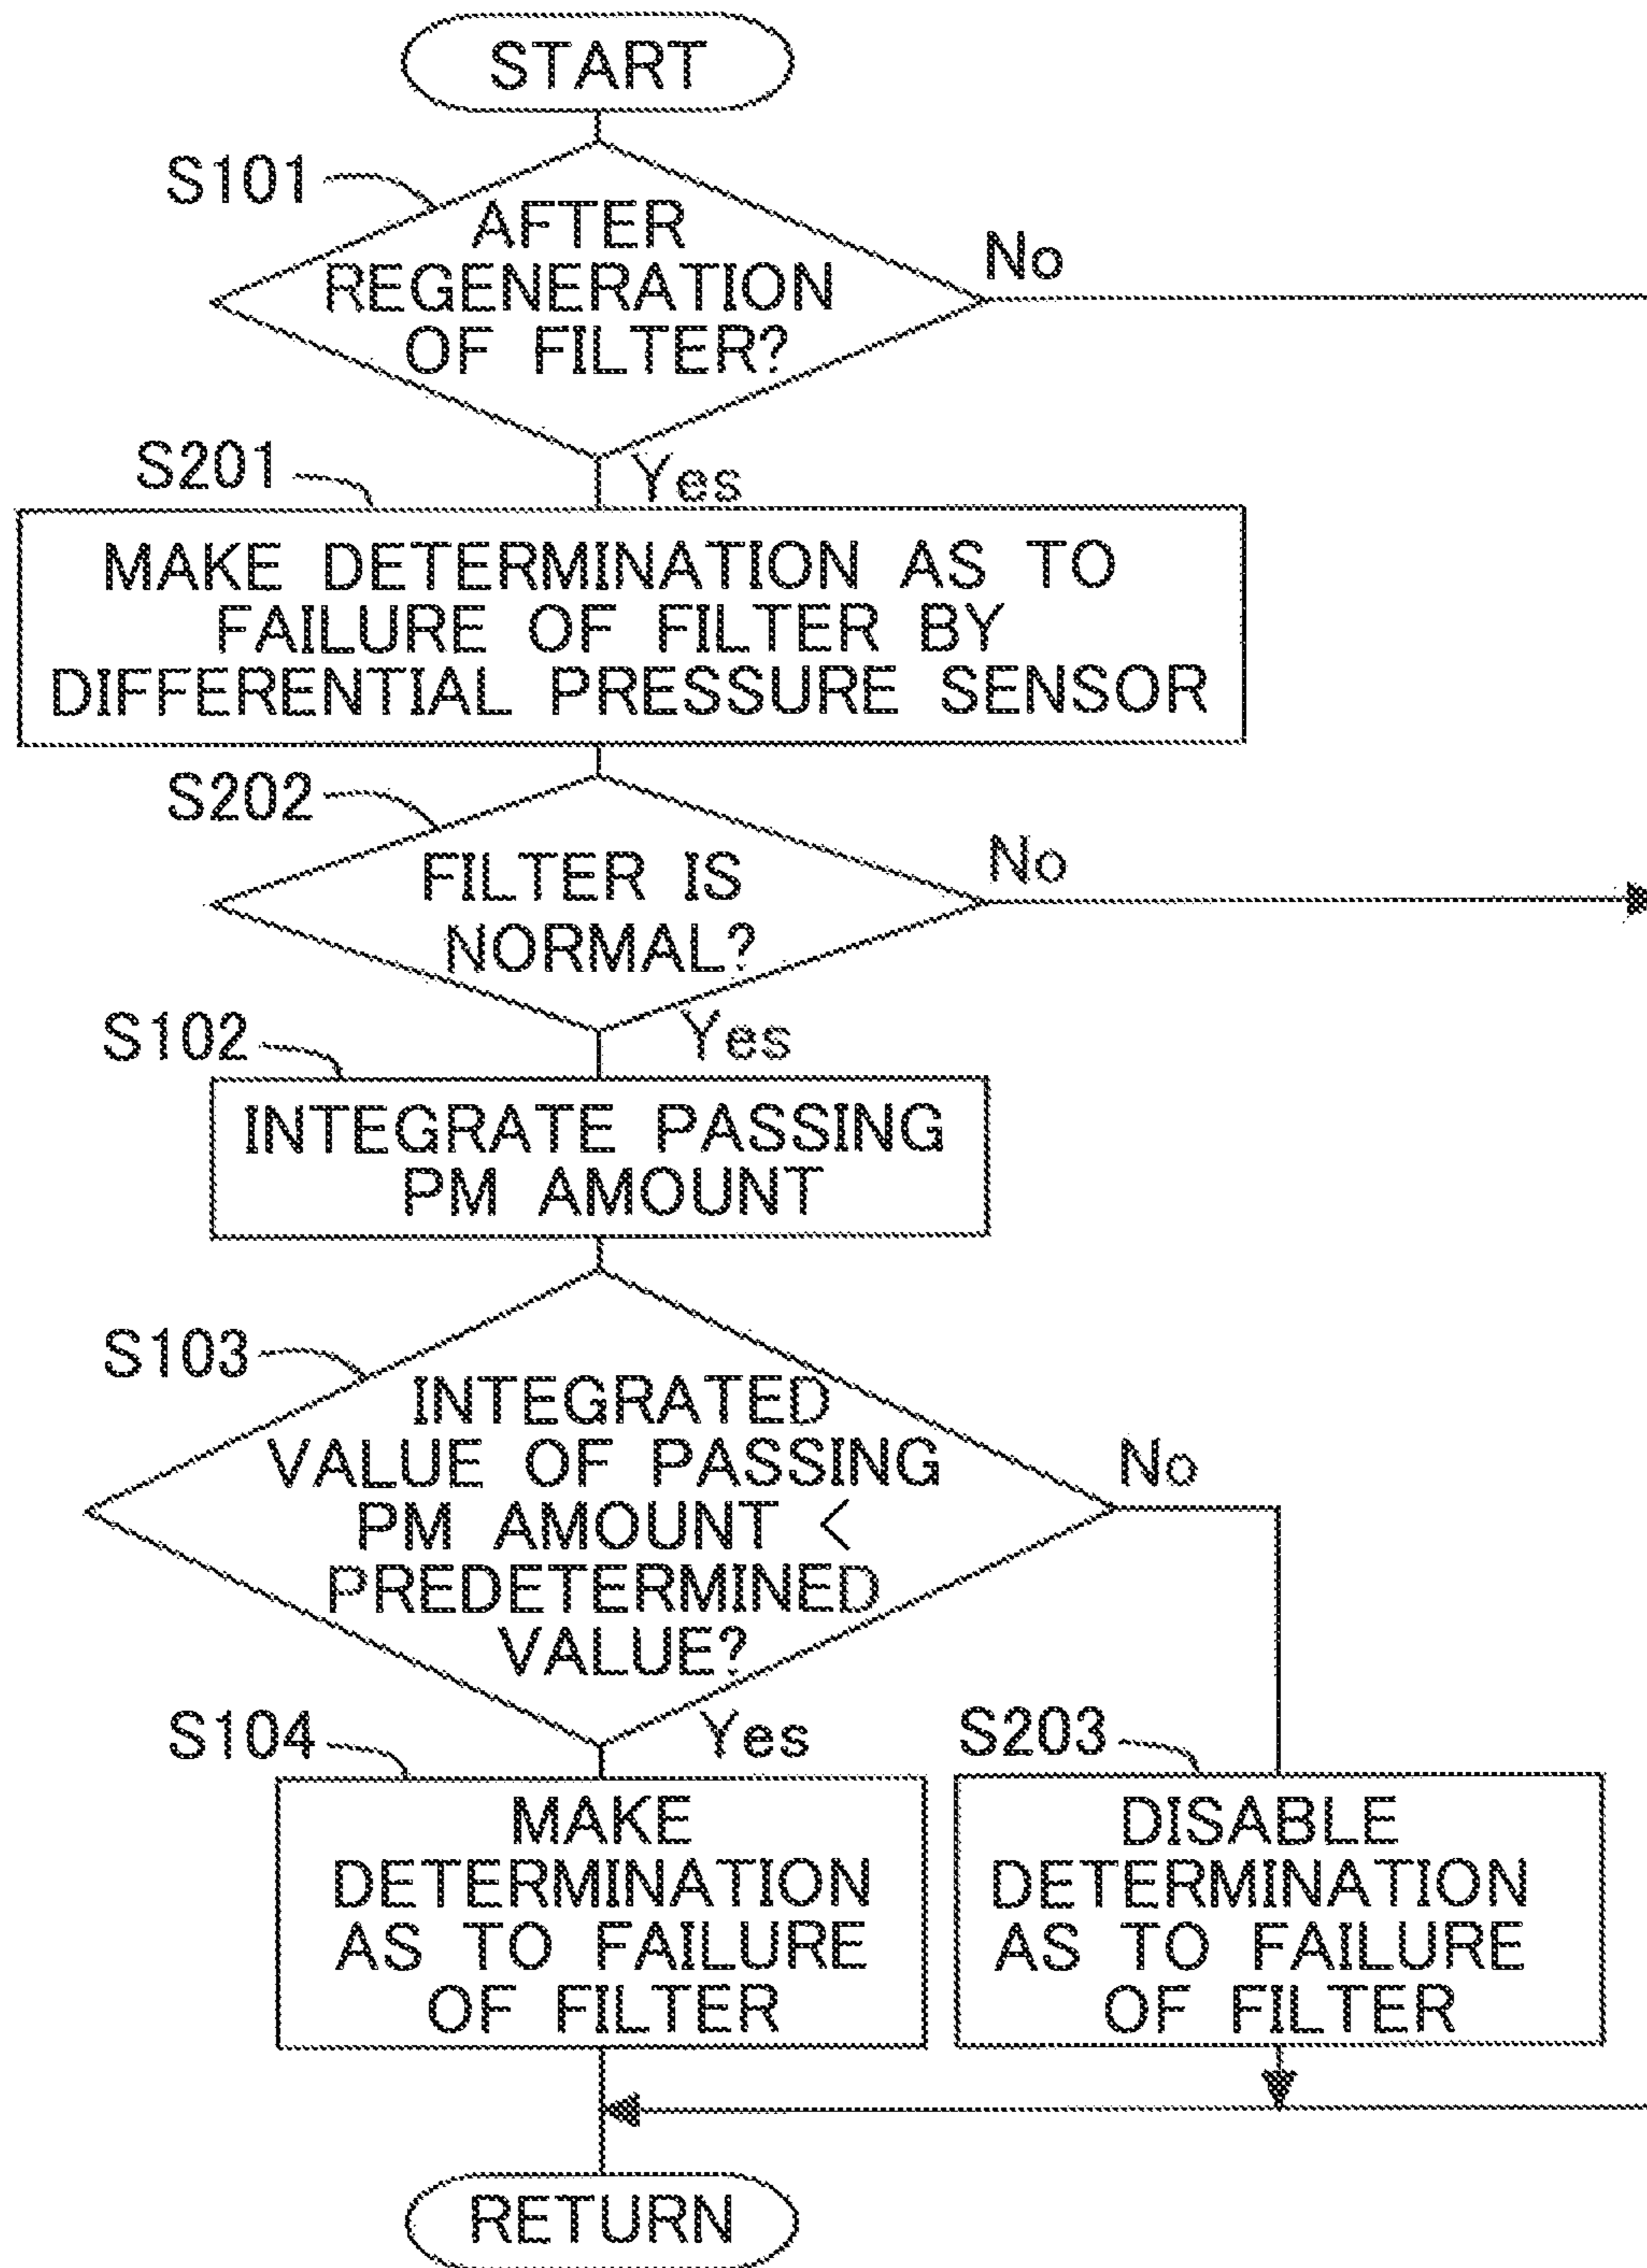 START
S101
AFTER
REGENERATION
OF FILTER?
No
Yes
S201
MAKE DETERMINATION AS TO
FAILURE OF FILTER BY
DIFFERENTIAL PRESSURE SENSOR
S202
FILTER IS
NORMAL?
No
Yes
S102
INTEGRATE PASSING
PM AMOUNT
S103
INTEGRATED
VALUE OF PASSING
PM AMOUNT <
PREDETERMINED
VALUE?
No
Yes
S104
MAKE
DETERMINATION
AS TO FAILURE
OF FILTER
S203
DISABLE
DETERMINATION
AS TO FAILURE
OF FILTER
RETURN